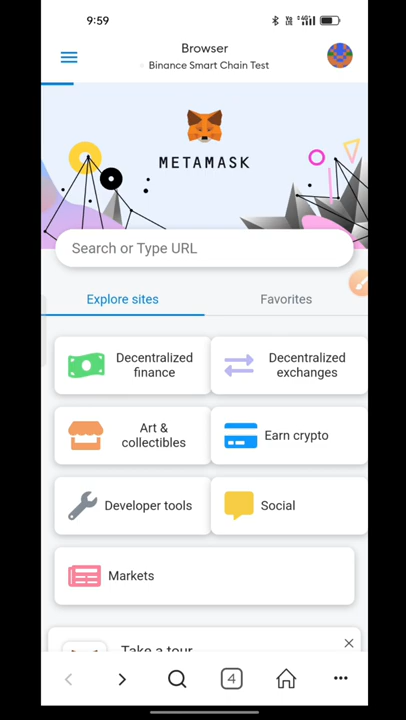 9:59
Browser
Binance Smart Chain Test
METAMASK
Search or Type URL
Explore sites
Favorites
Decentralized
finance
Decentralized
exchanges
Art &
collectibles
Earn crypto
Developer tools
Social
Markets
Take a tour
4